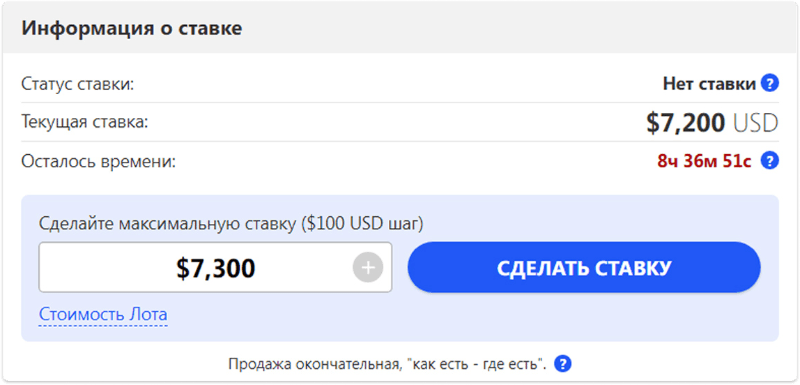 Информация о ставке
Статус ставки: Нет ставки ?
Текущая ставка: $7,200 USD
Осталось времени: 8ч 36м 51с ?
Сделайте максимальную ставку ($100 USD шаг)
$7,300 + СДЕЛАТЬ СТАВКУ
Стоимость Лота
Продажа окончательная, "как есть - где есть". ?